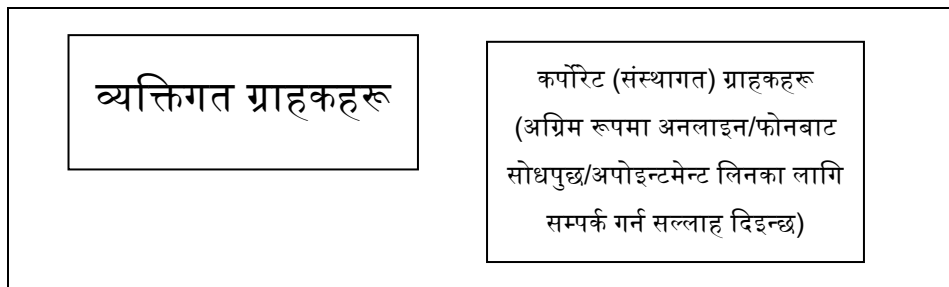 व्यक्तिगत ग्राहकहरू
कर्पोरेट (संस्थागत) ग्राहकहरू
(अग्रिम रूपमा अनलाइन/फोनबाट
सोधपुछ/अपोइन्टमेन्ट लिनका लागि
सम्पर्क गर्न सल्लाह दिइन्छ)